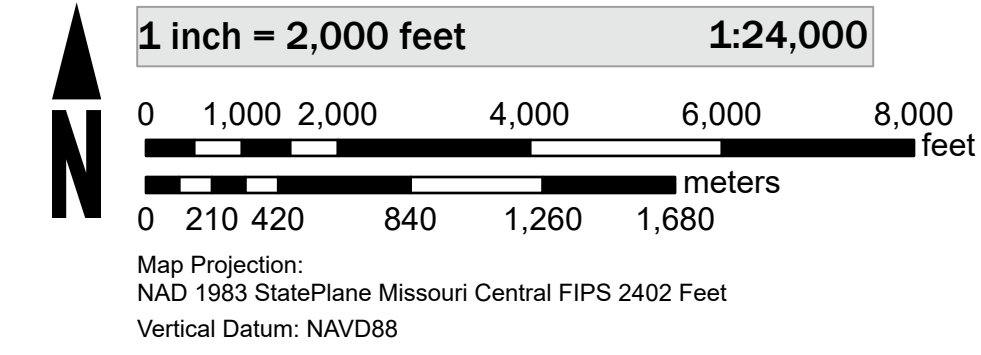 1 inch = 2,000 feet 1:24,000
0 1,000 2,000 4,000 6,000 8,000
feet
meters
0 210 420 840 1,260 1,680
N
Map Projection:
NAD 1983 StatePlane Missouri Central FIPS 2402 Feet
Vertical Datum: NAVD88